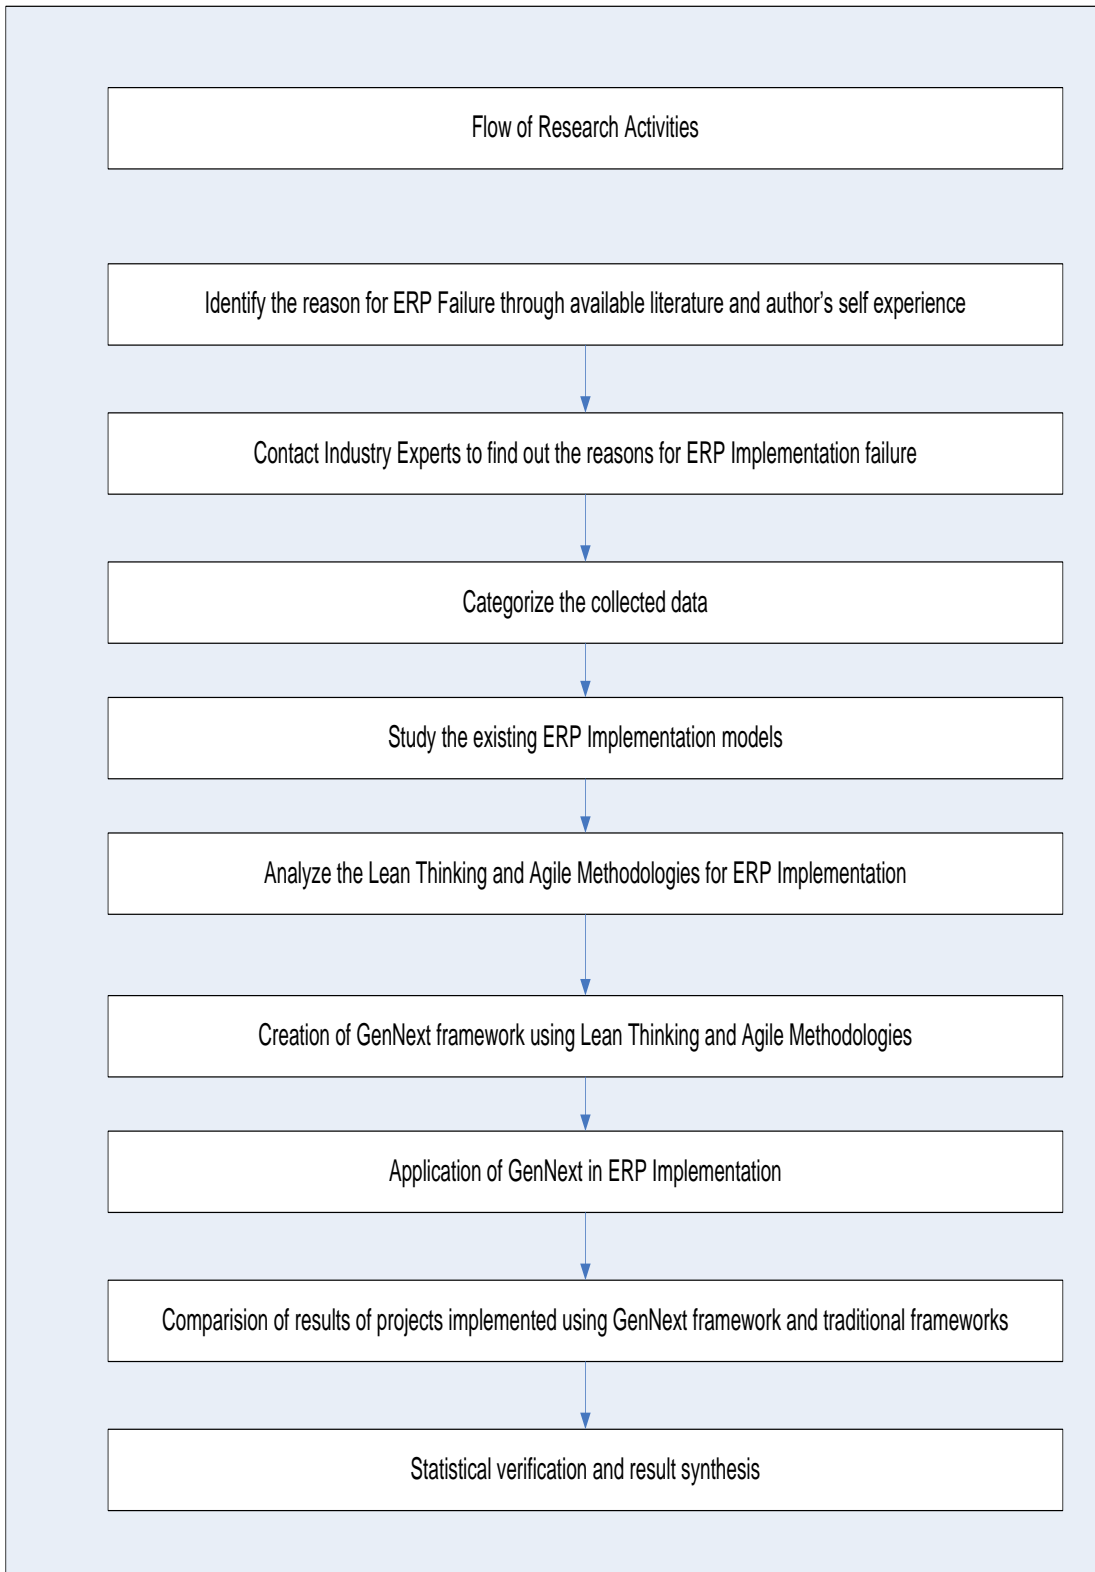 Flow of Research Activities
Identify the reason for ERP Failure through available literature and author's self experience
Contact Industry Experts to find out the reasons for ERP Implementation failure
Categorize the collected data
Study the existing ERP Implementation models
Analyze the Lean Thinking and Agile Methodologies for ERP Implementation
Creation of GenNext framework using Lean Thinking and Agile Methodologies
Application of GenNext in ERP Implementation
Comparision of results of projects implemented using GenNext framework and traditional frameworks
Statistical verification and result synthesis